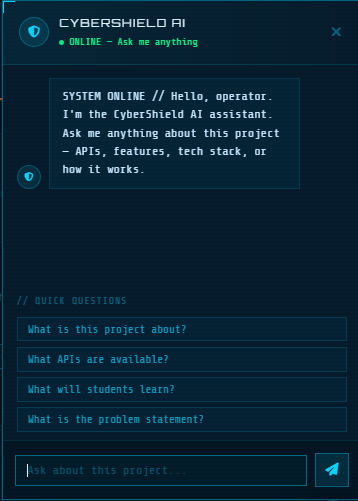 CYBERSHIELD AI
● ONLINE — Ask me anything
SYSTEM ONLINE // Hello, operator.
I'm the CyberShield AI assistant.
Ask me anything about this project
— APIs, features, tech stack, or
how it works.
// QUICK QUESTIONS
What is this project about?
What APIs are available?
What will students learn?
What is the problem statement?
Ask about this project...